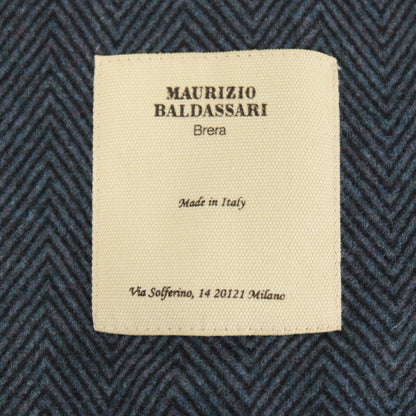 MAURIZIO
BALDASSARI
Brera
Made in Italy
Via Solferino, 14 20121 Milano